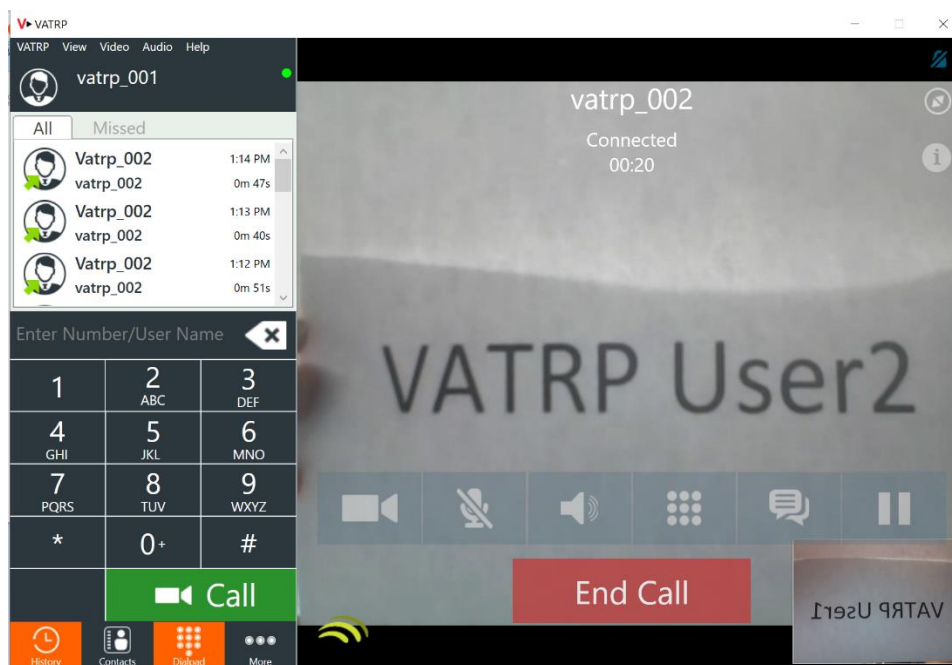 VATRP
VATRP View Video Audio Help
vatrp_001
All Missed
Vatrp_002 1:14 PM
vatrp_002 0m 47s
Vatrp_002 1:13 PM
vatrp_002 0m 40s
Vatrp_002 1:12 PM
vatrp_002 0m 51s
Enter Number/User Name
1 2 3
ABC DEF
4 5 6
GHI JKL MNO
7 8 9
PQRS TUV WXYZ
* 0+ #
Call
History Contacts Dialpad More
vatrp_002
Connected
00:20
i
VATRP User2
End Call
VATRP User1